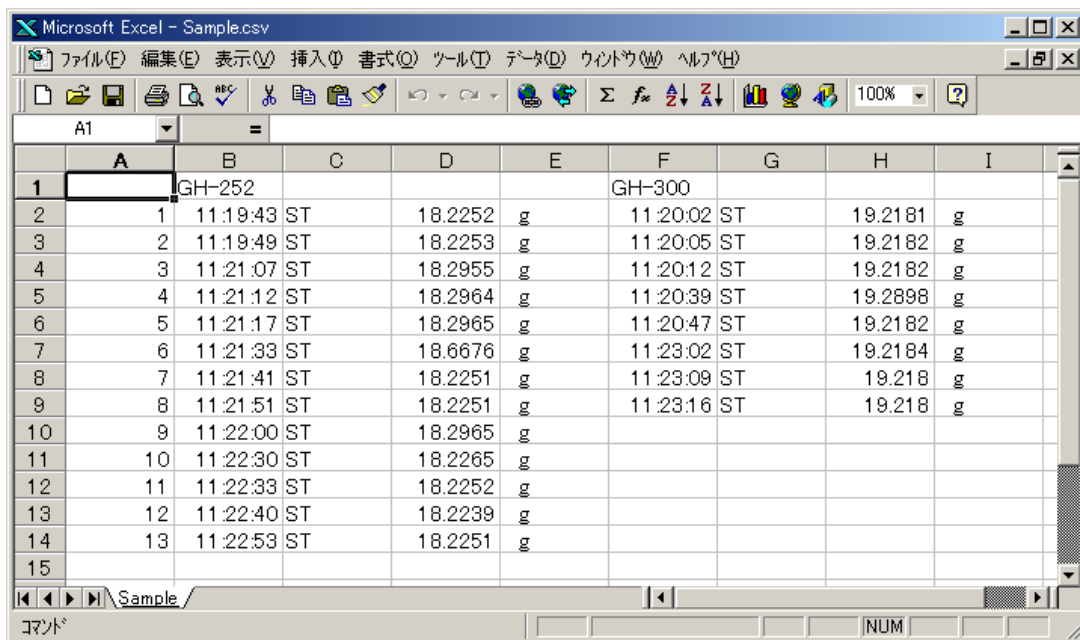 Microsoft Excel - Sample.csv
ファイル(F) 編集(E) 表示(V) 挿入(I) 書式(O) ツール(T) データ(D) ウィンドウ(W) ヘルプ(H)
ABC Σ fx A Z Z A 100% ?
A1 =
A B C D E F G H I
1 GH-252 GH-300
2 1 11:19:43 ST 18.2252 g 11:20:02 ST 19.2181 g
3 2 11:19:49 ST 18.2253 g 11:20:05 ST 19.2182 g
4 3 11:21:07 ST 18.2955 g 11:20:12 ST 19.2182 g
5 4 11:21:12 ST 18.2964 g 11:20:39 ST 19.2898 g
6 5 11:21:17 ST 18.2965 g 11:20:47 ST 19.2182 g
7 6 11:21:33 ST 18.6676 g 11:23:02 ST 19.2184 g
8 7 11:21:41 ST 18.2251 g 11:23:09 ST 19.218 g
9 8 11:21:51 ST 18.2251 g 11:23:16 ST 19.218 g
10 9 11:22:00 ST 18.2965 g
11 10 11:22:30 ST 18.2265 g
12 11 11:22:33 ST 18.2252 g
13 12 11:22:40 ST 18.2239 g
14 13 11:22:53 ST 18.2251 g
15
Sample
コマンド NUM